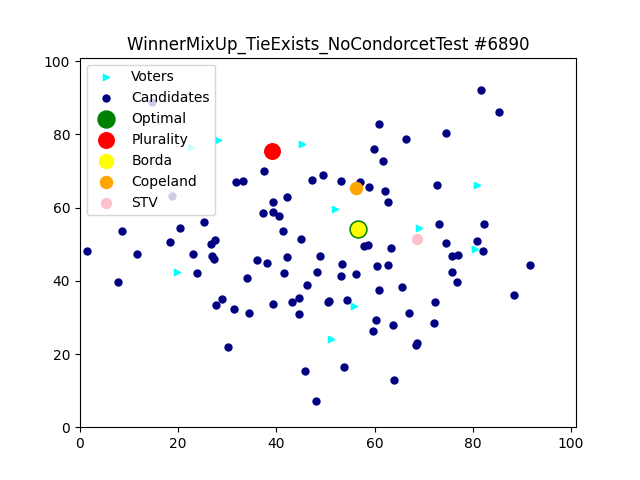 WinnerMixUp_TieExists_NoCondorcetTest #6890
100
80
60
40
20
0
0 20 40 60 80 100
Voters
Candidates
Optimal
Plurality
Borda
Copeland
STV